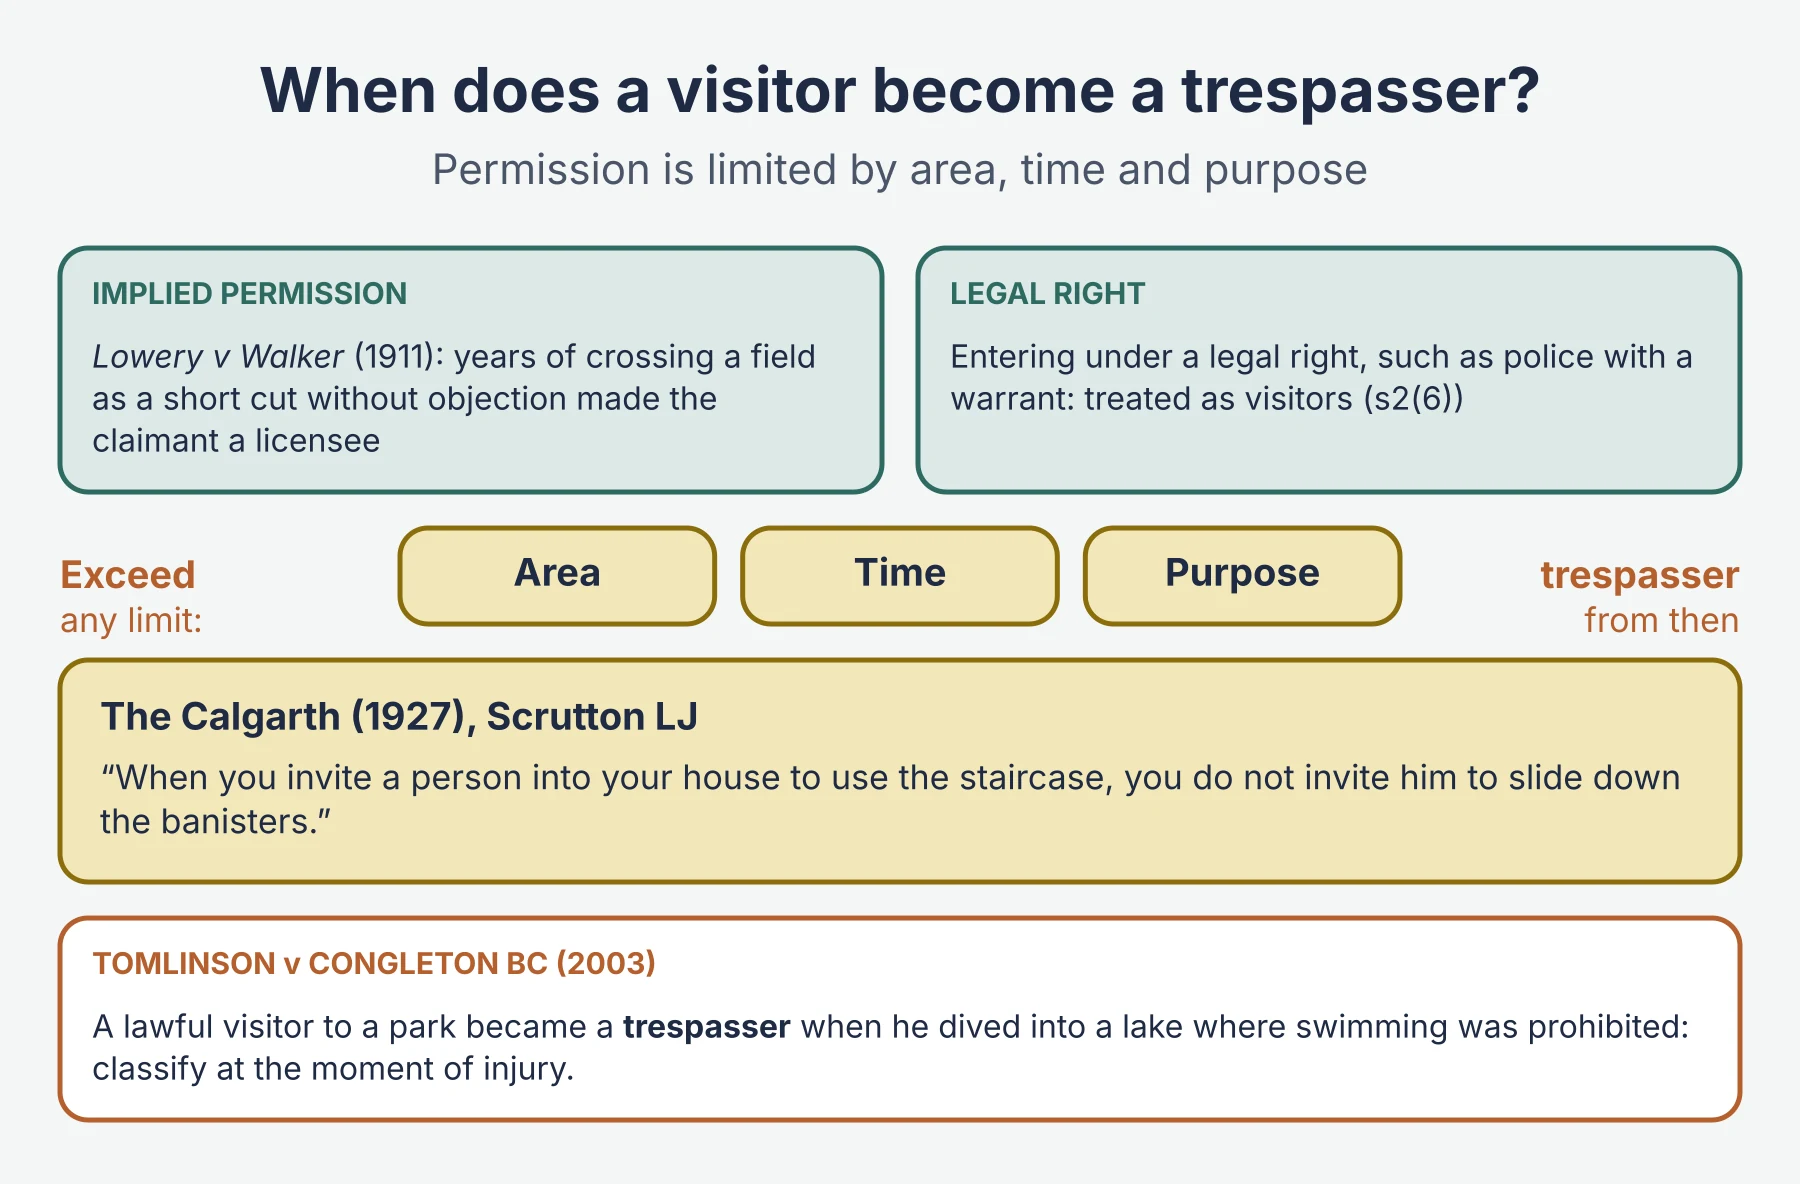 When does a visitor become a trespasser?
Permission is limited by area, time and purpose
IMPLIED PERMISSION
Lowery v Walker (1911): years of crossing a field
as a short cut without objection made the
claimant a licensee
LEGAL RIGHT
Entering under a legal right, such as police with a
warrant: treated as visitors (s2(6))
Exceed
any limit:
Area
Time
Purpose
trespasser
from then
The Calgarth (1927), Scrutton LJ
“When you invite a person into your house to use the staircase, you do not invite him to slide down
the banisters.”
TOMLINSON v CONGLETON BC (2003)
A lawful visitor to a park became a trespasser when he dived into a lake where swimming was prohibited:
classify at the moment of injury.